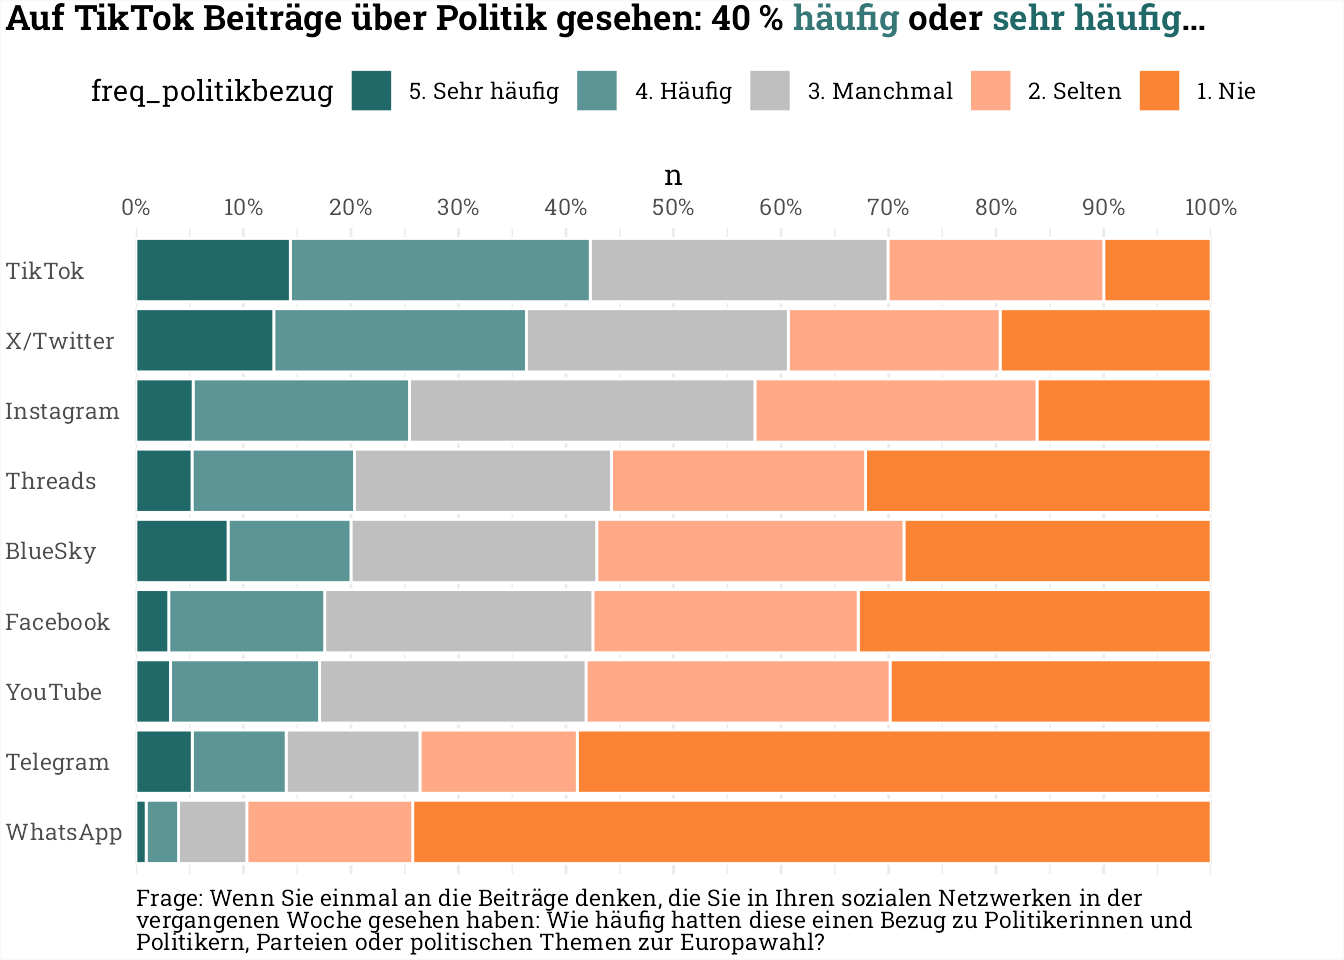 Auf TikTok Beiträge über Politik gesehen: 40 % häufig oder sehr häufig...
freq_politikbezug 5. Sehr häufig 4. Häufig 3. Manchmal 2. Selten 1. Nie
n
0% 10% 20% 30% 40% 50% 60% 70% 80% 90% 100%
TikTok
X/Twitter
Instagram
Threads
BlueSky
Facebook
YouTube
Telegram
WhatsApp
Frage: Wenn Sie einmal an die Beiträge denken, die Sie in Ihren sozialen Netzwerken in der
vergangenen Woche gesehen haben: Wie häufig hatten diese einen Bezug zu Politikerinnen und
Politikern, Parteien oder politischen Themen zur Europawahl?